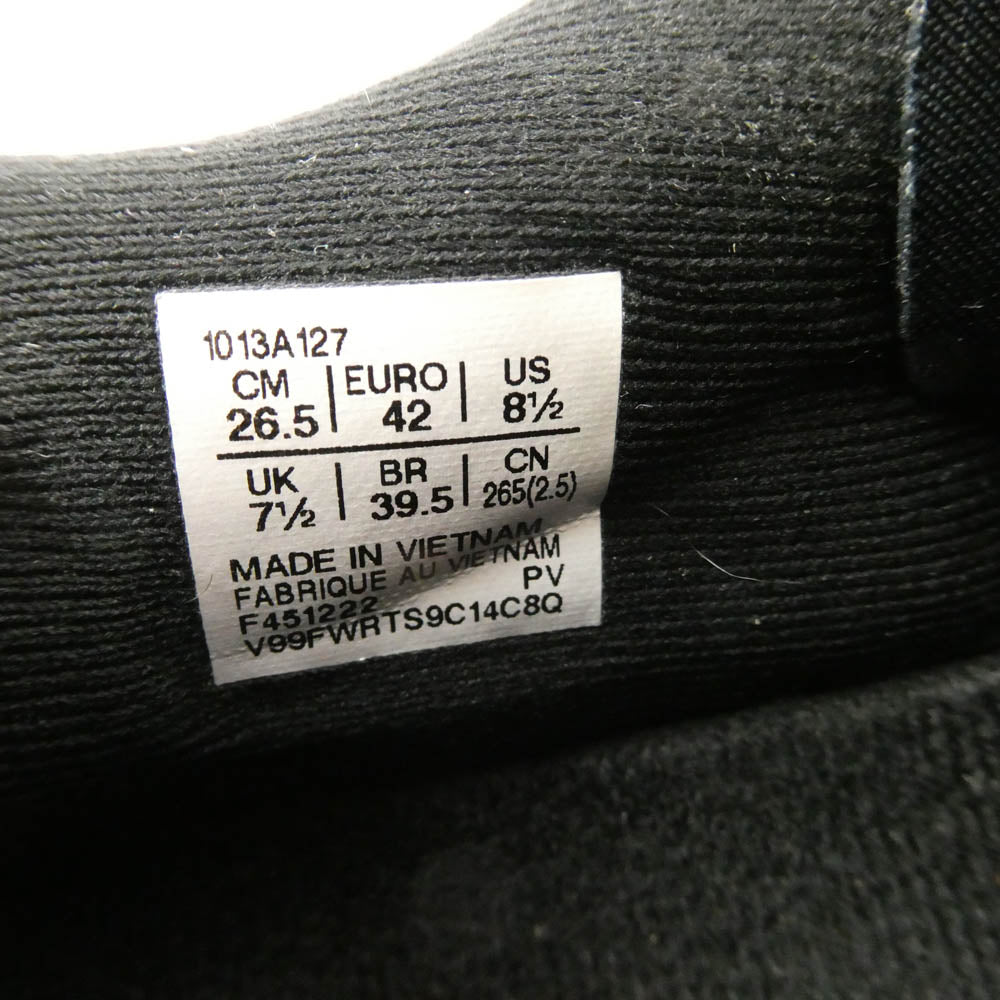 1013A127
CM | EURO | US
26.5 | 42 | 8½
UK | BR | CN
7½ | 39.5 | 265(2.5)
MADE IN VIETNAM
FABRIQUE AU VIETNAM
F451222 PV
V99FWRTS9C14C8Q